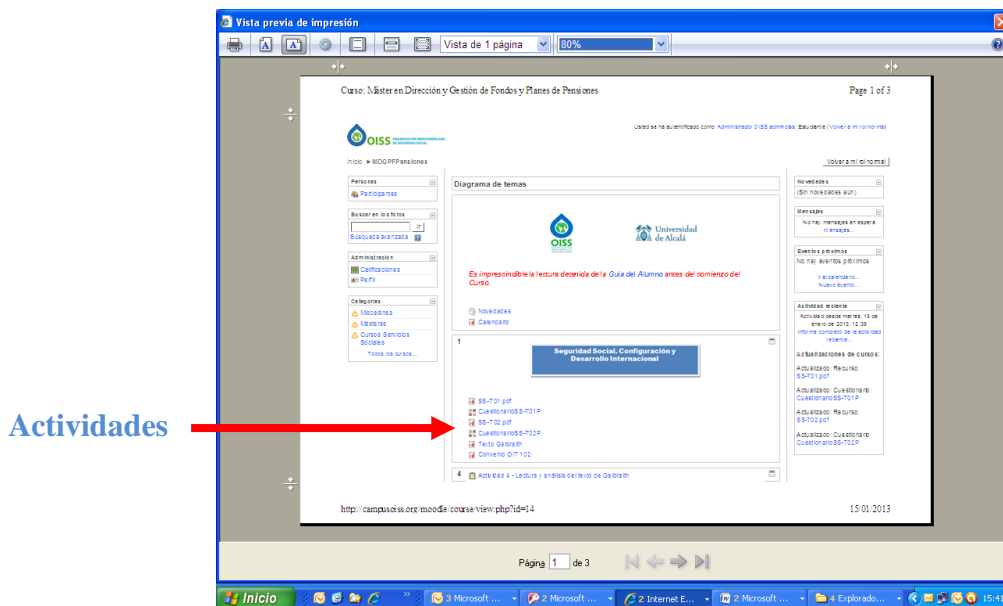 Vista previa de impresión
Vista de 1 página
80%
Curso: Máster en Dirección y Gestión de Fondos y Planes de Pensiones
Page 1 of 3
OISS
Usted se ha autentificado como Administador OISS adminoiss: Estudiante (Volver a mi rol normal)
Inicio ►MDGPFPensiones
Volver a mi rol normal
Personas
Participantes
Buscar en los foros
Ir
Búsqueda avanzada
Administración
Calificaciones
Perfil
Categorías
Miscelánea
Másteres
Cursos Servicios
Sociales
Todos los cursos...
Diagrama de temas
OISS
Universidad
de Alcalá
Es imprescindible la lectura detenida de la Guía del Alumno antes del comienzo del
Curso.
Novedades
Calendario
1
Seguridad Social. Configuración y
Desarrollo Internacional
SS-T01.pdf
CuestionarioSS-T01P
SS-T02.pdf
CuestionarioSS-T02P
Texto Galbraith
Convenio OIT 102
4
Actividad 4 - Lectura y análisis del texto de Galbraith
Novedades
(Sin novedades aún)
Mensajes
No hay mensajes en espera
Mensajes...
Eventos próximos
No hay eventos próximos
Ir al calendario...
Nuevo evento...
Actividad reciente
Actividad desde martes, 15 de
enero de 2013, 12:38
Informe completo de la actividad
reciente...
Actualizaciones de cursos:
Actualizado: Recurso:
SS-T01.pdf
Actualizado: Cuestionario:
CuestionarioSS-T01P
Actualizado: Recurso:
SS-T02.pdf
Actualizado: Cuestionario:
CuestionarioSS-T02P
Actividades
http://campusoiss.org/moodle/course/view.php?id=14
15/01/2013
Página 1 de 3
Inicio
3 Microsoft ...
2 Microsoft ...
2 Internet E...
2 Microsoft ...
4 Explorado...